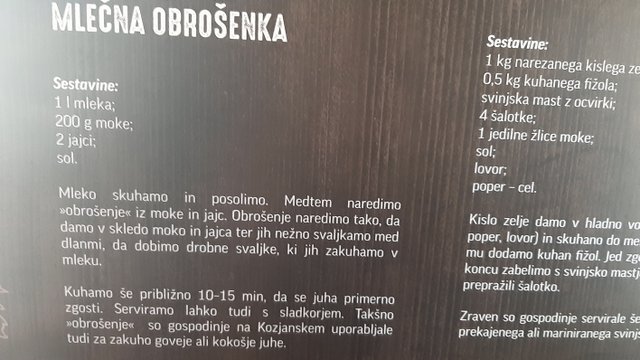 MLEČNA OBROŠENKA
Sestavine:
1 l mleka;
200 g moke;
2 jajci;
sol.
Mleko skuhamo in posolimo. Medtem naredimo
»obrošenje« iz moke in jajc. Obrošenje naredimo tako, da
damo v skledo moko in jajca ter jih nežno svaljkamo med
dlanmi, da dobimo drobne svaljke, ki jih zakuhamo v
mleku.
Kuhamo še približno 10–15 min, da se juha primerno
zgosti. Serviramo lahko tudi s sladkorjem. Takšno
»obrošenje« so gospodinje na Kozjanskem uporabljale
tudi za zakuho goveje ali kokošje juhe.
Sestavine:
1 kg narezanega kislega
0,5 kg kuhanega fižola;
svinjska mast z ocvirki;
4 šalotke;
1 jedilne žlice moke;
sol;
lovor;
poper – cel.
Kislo zelje damo v hladno
poper, lovor) in skuhano do
mu dodamo kuhan fižol. Jed
koncu zabelimo s svinjsko
prepražili šalotko.
Zraven so gospodinje servirale
prekajenega ali mariniranega